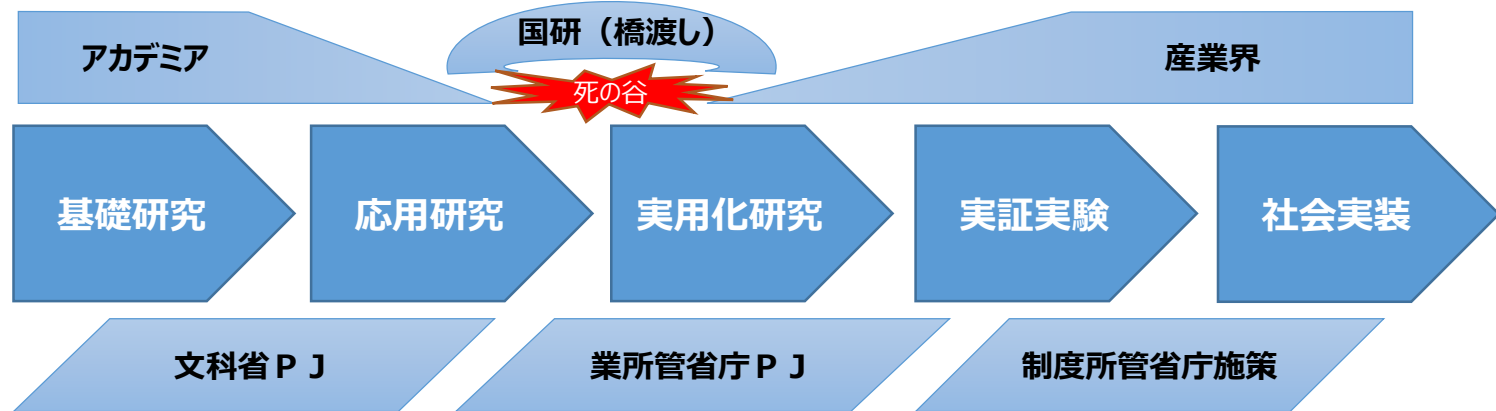 アカデミア
国研（橋渡し）
死の谷
産業界
基礎研究
応用研究
実用化研究
実証実験
社会実装
文科省ＰＪ
業所管省庁ＰＪ
制度所管省庁施策